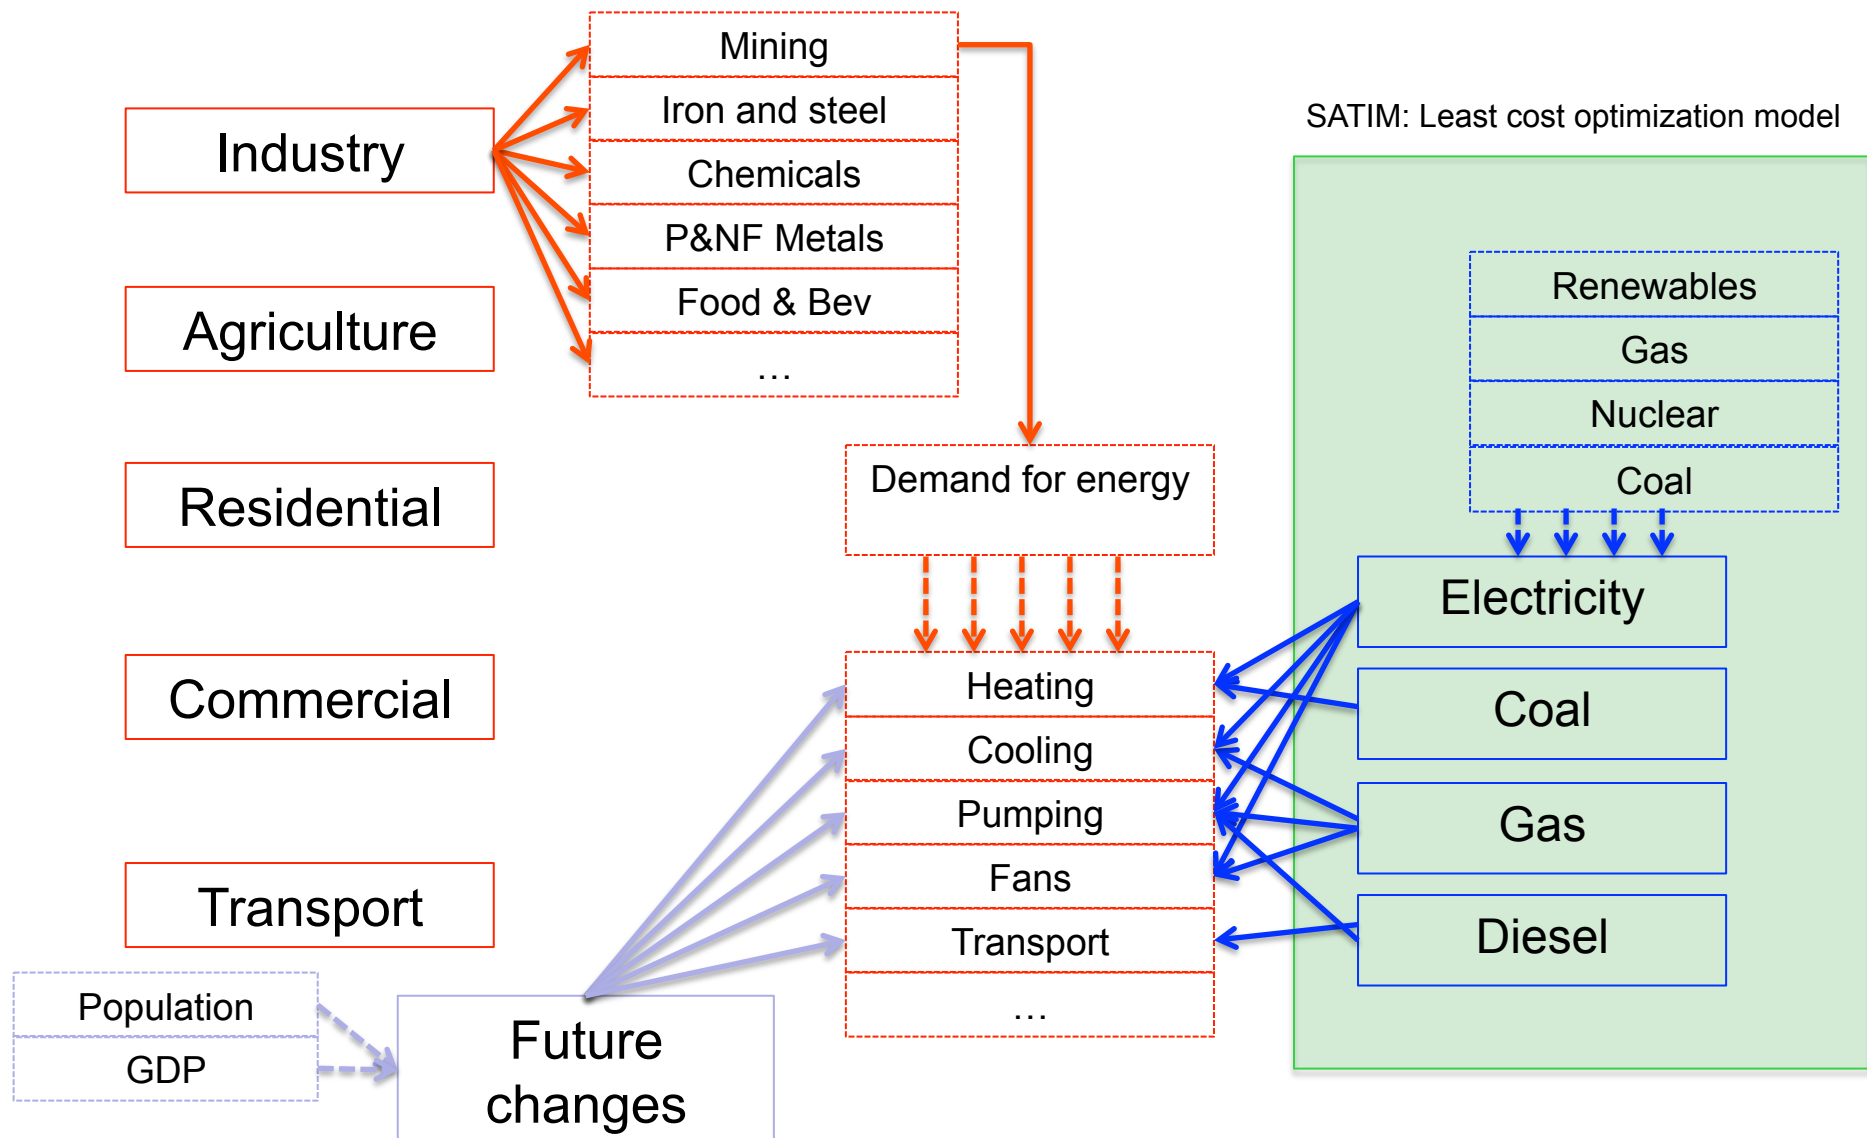 Mining
Iron and steel
Chemicals
P&NF Metals
Food & Bev
…
Industry
Agriculture
Residential
Commercial
Transport
SATIM: Least cost optimization model
Renewables
Gas
Nuclear
Coal
Demand for energy
Heating
Cooling
Pumping
Fans
Transport
…
Electricity
Coal
Gas
Diesel
Population
GDP
Future
changes